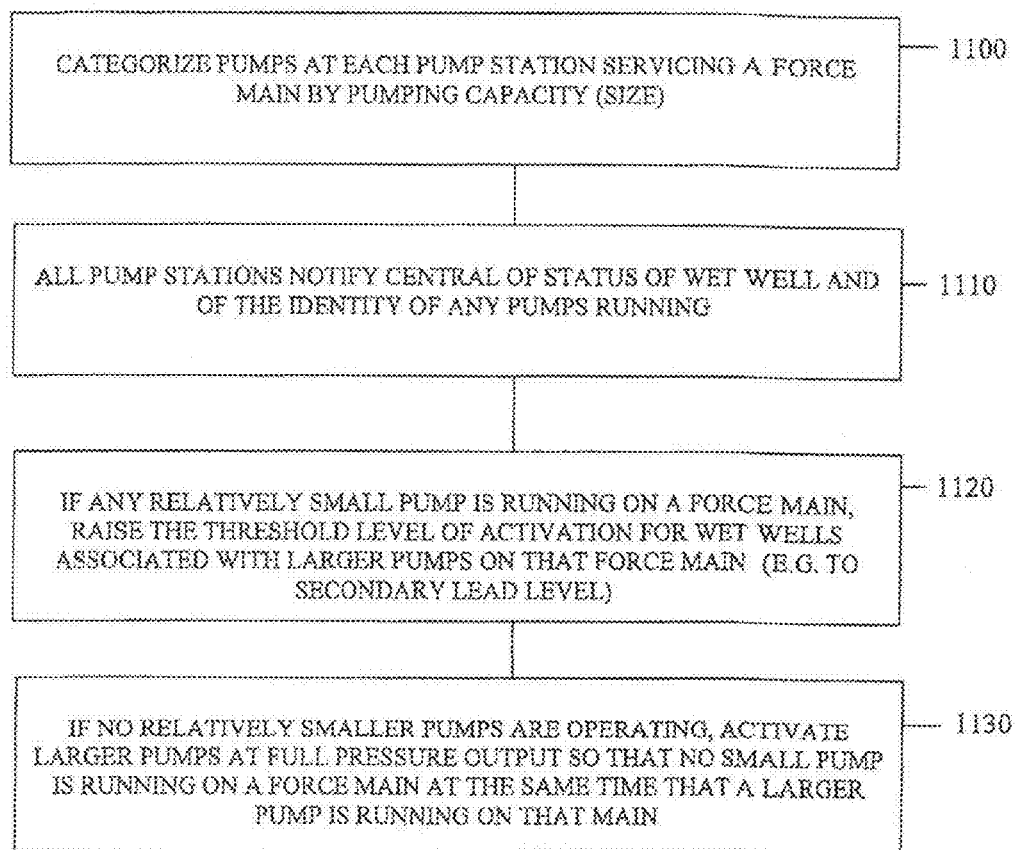 CATEGORIZE PUMPS AT EACH PUMP STATION SERVICING A FORCE
MAIN BY PUMPING CAPACITY (SIZE)
1100
ALL PUMP STATIONS NOTIFY CENTRAL OF STATUS OF WET WELL AND
OF THE IDENTITY OF ANY PUMPS RUNNING
1110
IF ANY RELATIVELY SMALL PUMP IS RUNNING ON A FORCE MAIN,
RAISE THE THRESHOLD LEVEL OF ACTIVATION FOR WET WELLS
ASSOCIATED WITH LARGER PUMPS ON THAT FORCE MAIN (E.G. TO
SECONDARY LEAD LEVEL)
1120
IF NO RELATIVELY SMALLER PUMPS ARE OPERATING, ACTIVATE
LARGER PUMPS AT FULL PRESSURE OUTPUT SO THAT NO SMALL PUMP
IS RUNNING ON A FORCE MAIN AT THE SAME TIME THAT A LARGER
PUMP IS RUNNING ON THAT MAIN
1130